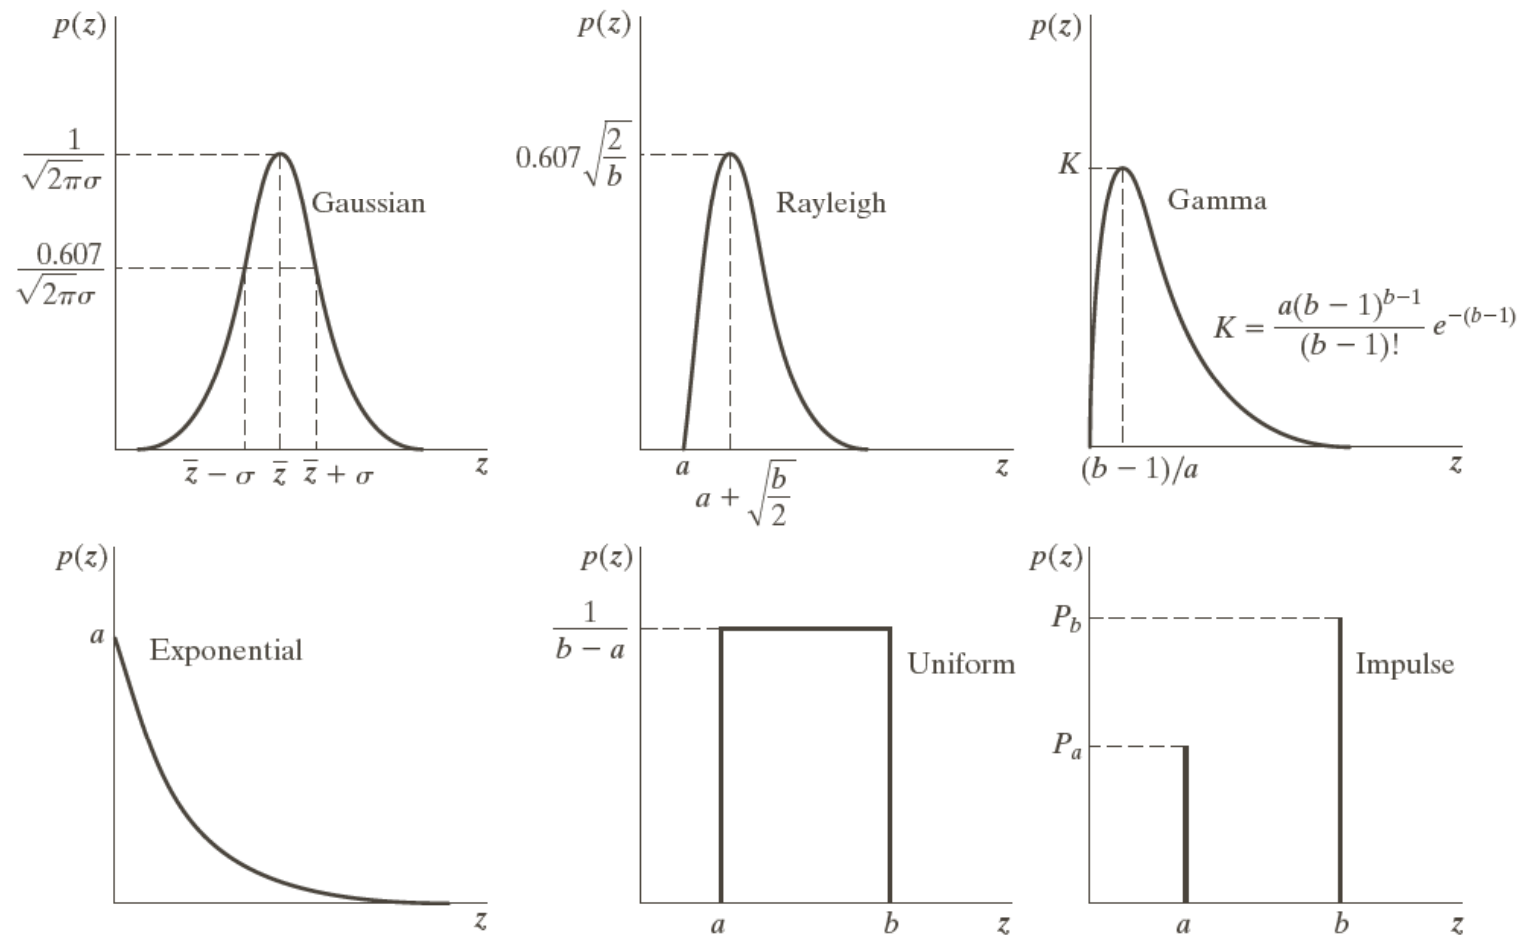 p(z)
1
√2πσ
Gaussian
0.607
√2πσ
z̄ − σ z̄ z̄ + σ
z
p(z)
0.607 √2/b
Rayleigh
a
a + √b/2
z
p(z)
K
Gamma
K = a(b − 1)^{b−1} / (b − 1)! e^{−(b−1)}
(b − 1)/a
z
p(z)
a
Exponential
z
p(z)
1
b − a
Uniform
a b z
p(z)
P_b
Impulse
P_a
a b z